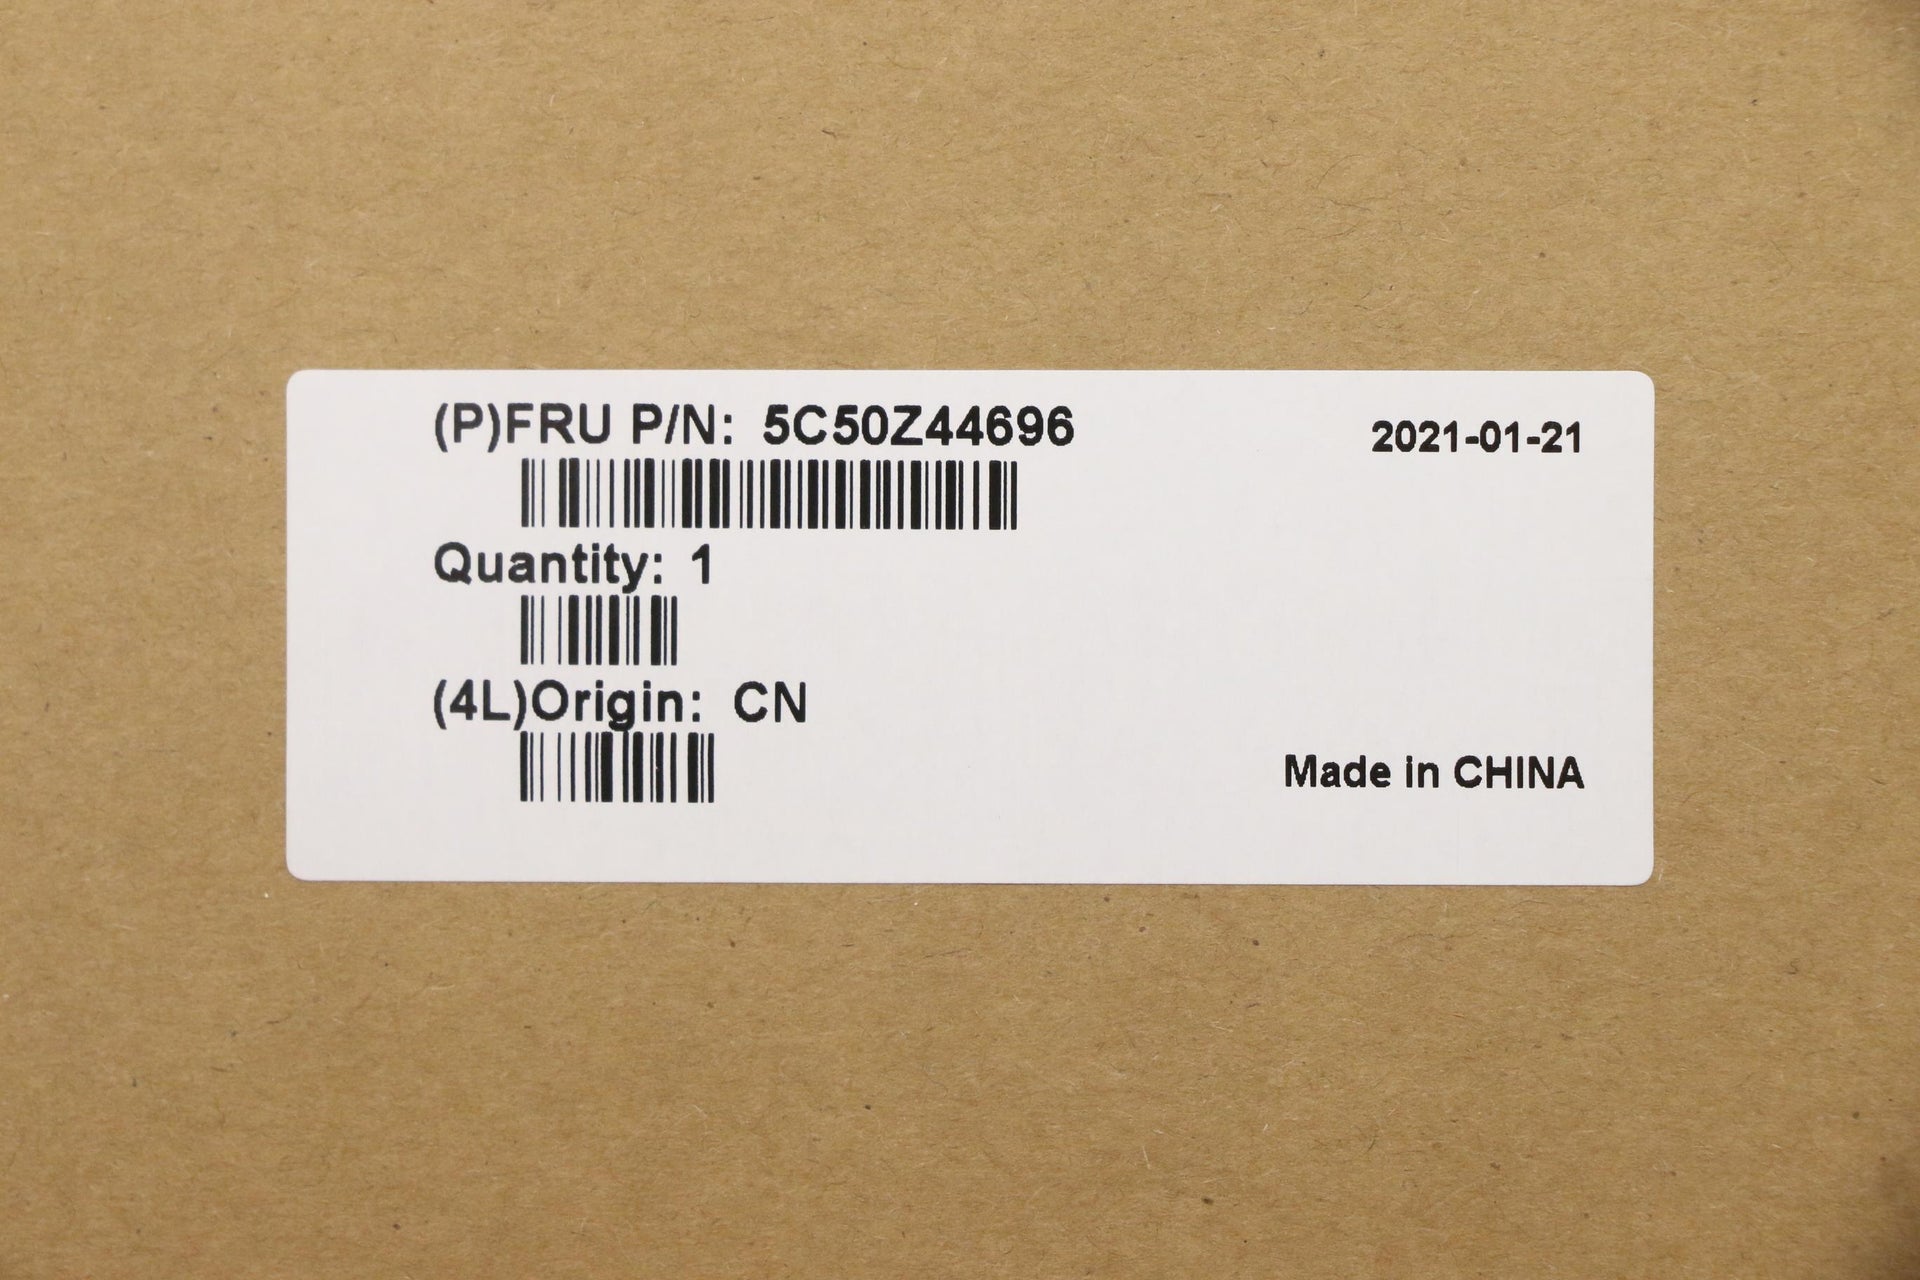 (P)FRU P/N: 5C50Z44696
2021-01-21
Quantity: 1
(4L)Origin: CN
Made in CHINA